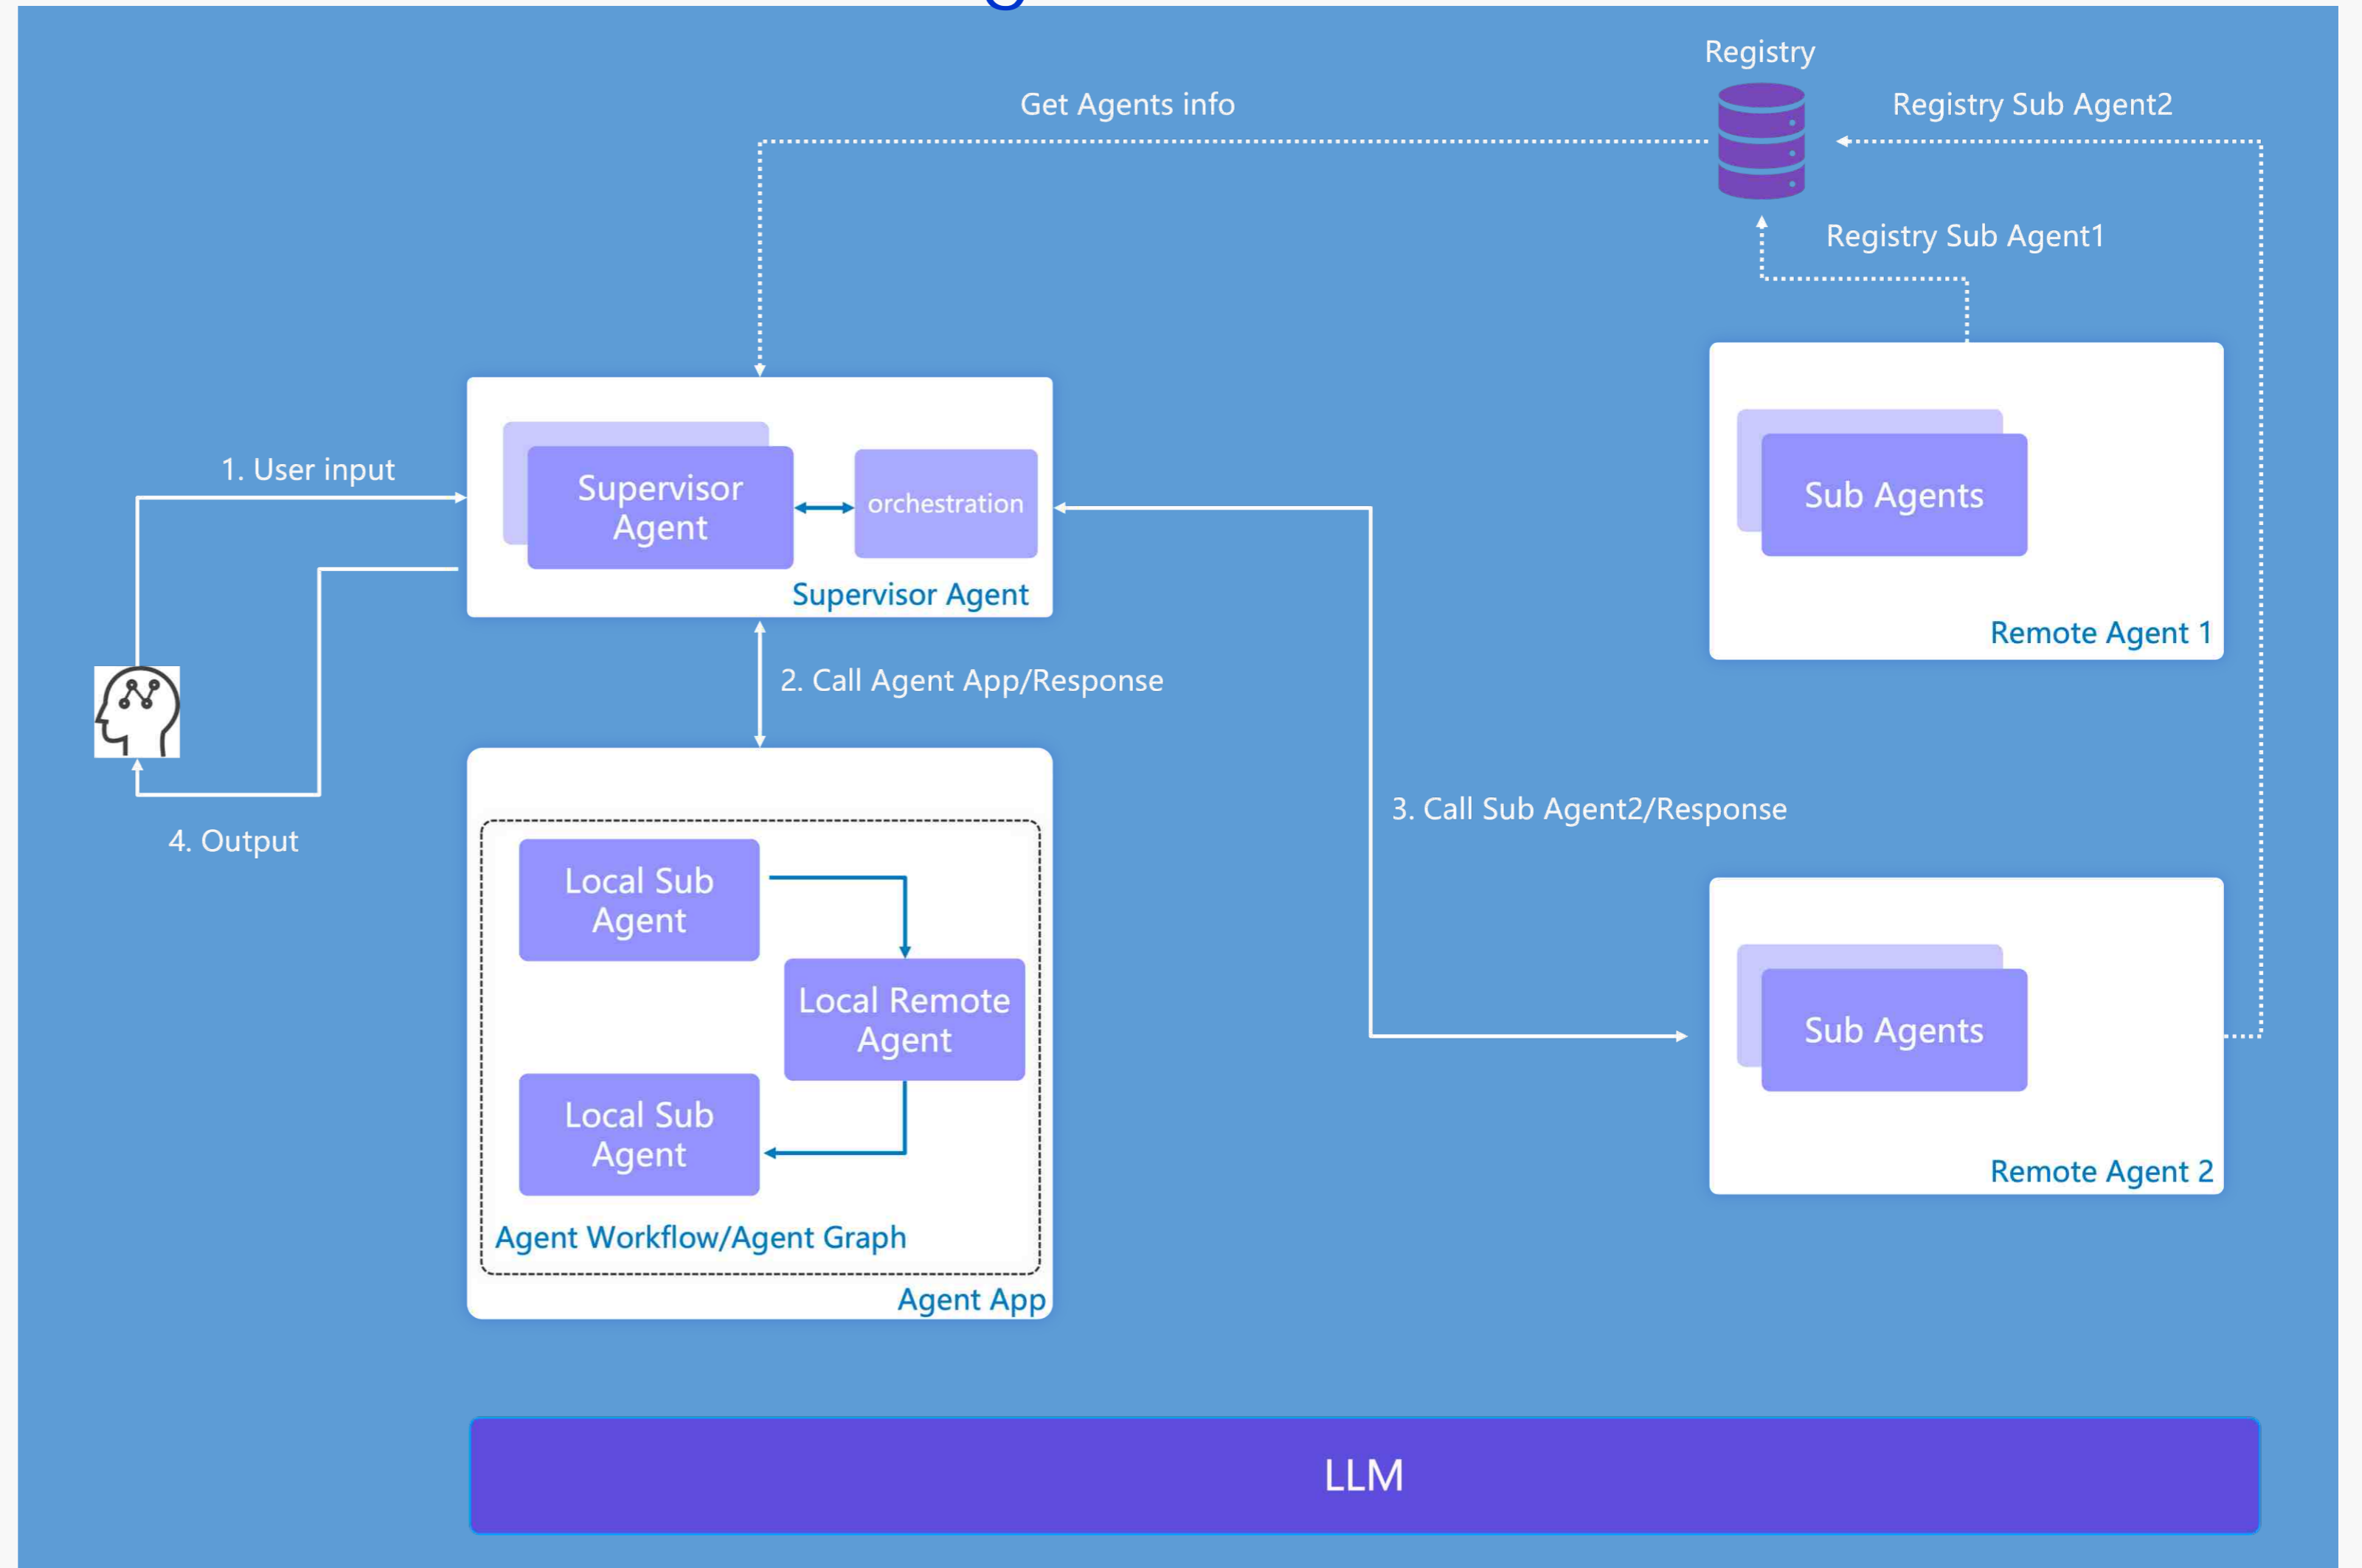 Registry
Get Agents info
Registry Sub Agent2
Registry Sub Agent1
1. User input
Supervisor
Agent
orchestration
Supervisor Agent
Sub Agents
Remote Agent 1
2. Call Agent App/Response
4. Output
3. Call Sub Agent2/Response
Local Sub
Agent
Local Remote
Agent
Local Sub
Agent
Agent Workflow/Agent Graph
Agent App
Sub Agents
Remote Agent 2
LLM